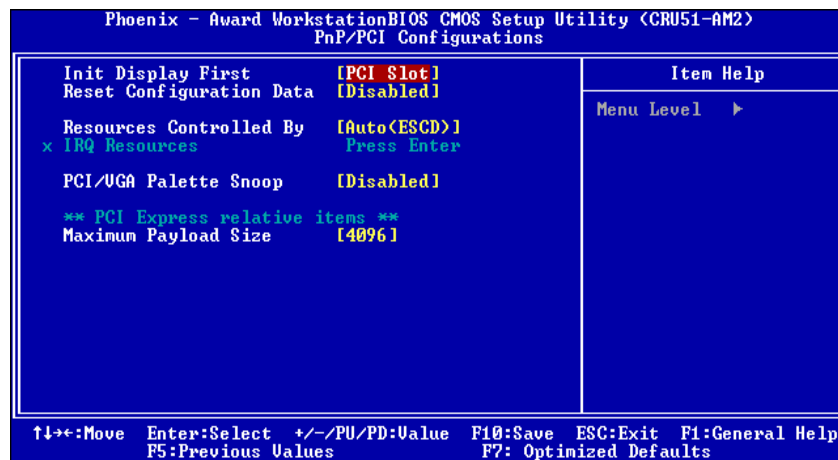 Phoenix - Award WorkstationBIOS CMOS Setup Utility (CRU51-AM2)
PnP/PCI Configurations
Init Display First [PCI Slot]
Reset Configuration Data [Disabled]
Resources Controlled By [Auto(ESCD)]
x IRQ Resources Press Enter
PCI/VGA Palette Snoop [Disabled]
** PCI Express relative items **
Maximum Payload Size [4096]
Item Help
Menu Level ▶
↑↓→←:Move Enter:Select +/-/PU/PD:Value F10:Save ESC:Exit F1:General Help
F5:Previous Values F7: Optimized Defaults